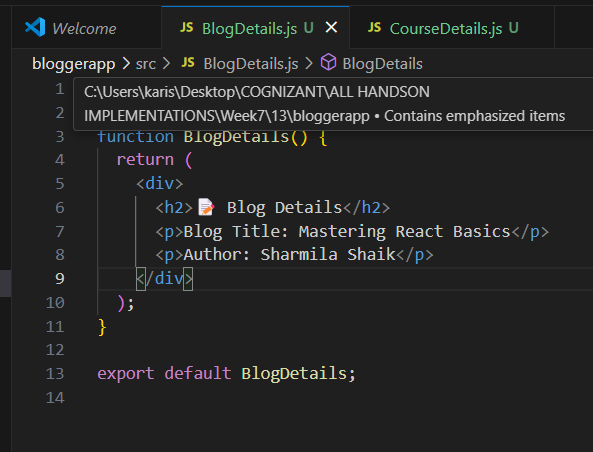 Welcome
JS BlogDetails.js U ×
JS CourseDetails.js U
bloggerapp > src > JS BlogDetails.js > BlogDetails
C:\Users\karis\Desktop\COGNIZANT\ALL HANDSON
IMPLEMENTATIONS\Week7\13\bloggerapp • Contains emphasized items
1
2
3 function BlogDetails() {
4   return (
5     <div>
6       <h2>📝 Blog Details</h2>
7       <p>Blog Title: Mastering React Basics</p>
8       <p>Author: Sharmila Shaik</p>
9     </div>
10   );
11 }
12
13 export default BlogDetails;
14